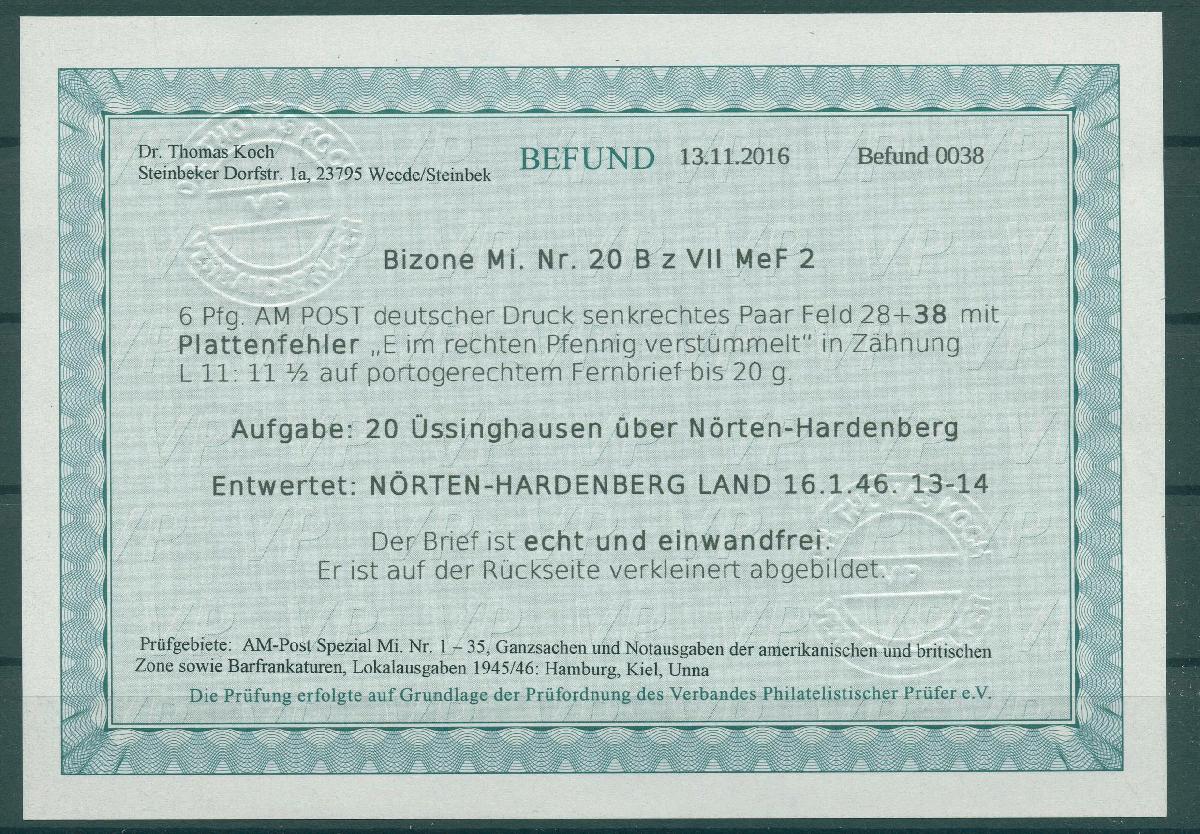 Dr. Thomas Koch
Steinbeker Dorfstr. 1a, 23795 Weede/Steinbek
BEFUND 13.11.2016 Befund 0038
Bizone Mi. Nr. 20 B z VII MeF 2
6 Pfg. AM POST deutscher Druck senkrechtes Paar Feld 28+38 mit
Plattenfehler „E im rechten Pfennig verstümmelt“ in Zähnung
L 11: 11 ½ auf portogerechtem Fernbrief bis 20 g.
Aufgabe: 20 Üssinghausen über Nörten-Hardenberg
Entwertet: NÖRTEN-HARDENBERG LAND 16.1.46. 13-14
Der Brief ist echt und einwandfrei.
Er ist auf der Rückseite verkleinert abgebildet.
Prüfgebiete: AM-Post Spezial Mi. Nr. 1 – 35, Ganzsachen und Notausgaben der amerikanischen und britischen
Zone sowie Barfrankaturen, Lokalausgaben 1945/46: Hamburg, Kiel, Unna
Die Prüfung erfolgte auf Grundlage der Prüfordnung des Verbandes Philatelistischer Prüfer e.V.